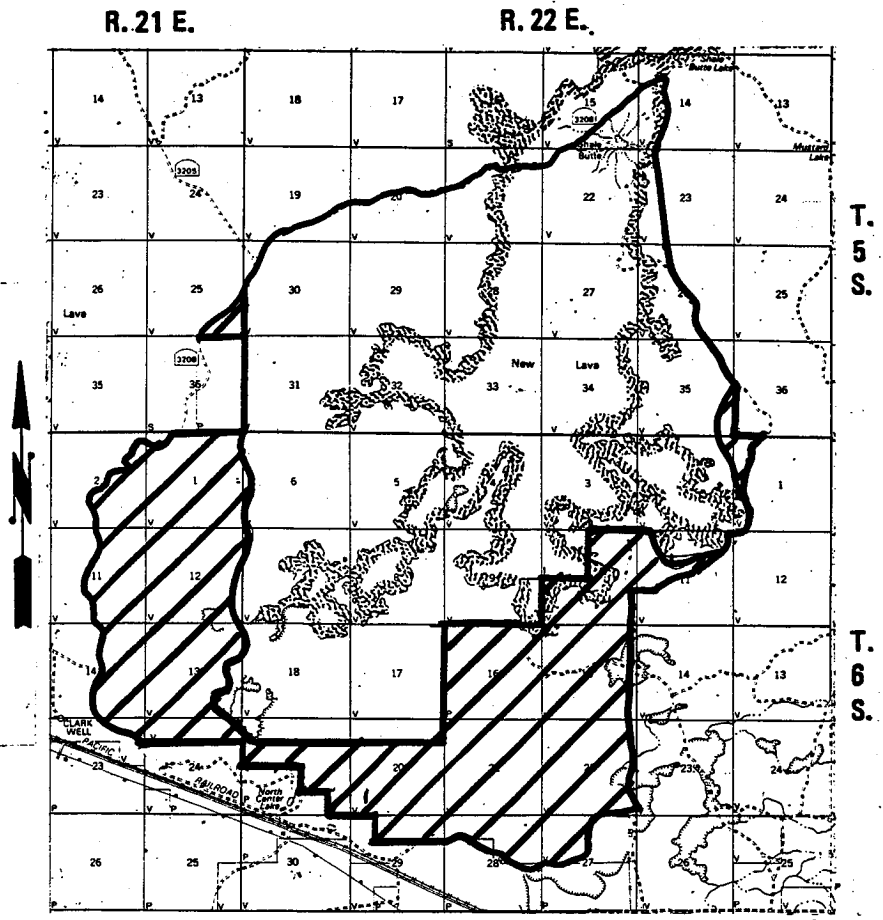 R. 21 E. R. 22 E.
Shale
Butte Lake
14 13 18 17 15 14 13
3208
Shale
Butte
Mustard
Lake
V V V S V V
3205
23 24 19 20 22 23 24
T.
5
S.
V V V V V V
26 25 30 29 28 27 26 25
Lava
V V V V V V
3208
35 36 31 32 33 34 35 36
New Lava
S P V V V
N
2 1 6 5 4 3 1
V V V V V
11 12 11 12
V V V P V V V
14 13 18 17 16 14 13
T.
6
S.
CLARK
WELL
PACIFIC
RAILROAD
23 24 20 23 24
North
Center
Lake
P V P P V
26 25 30 29 28 27 26 25
P V P V P P